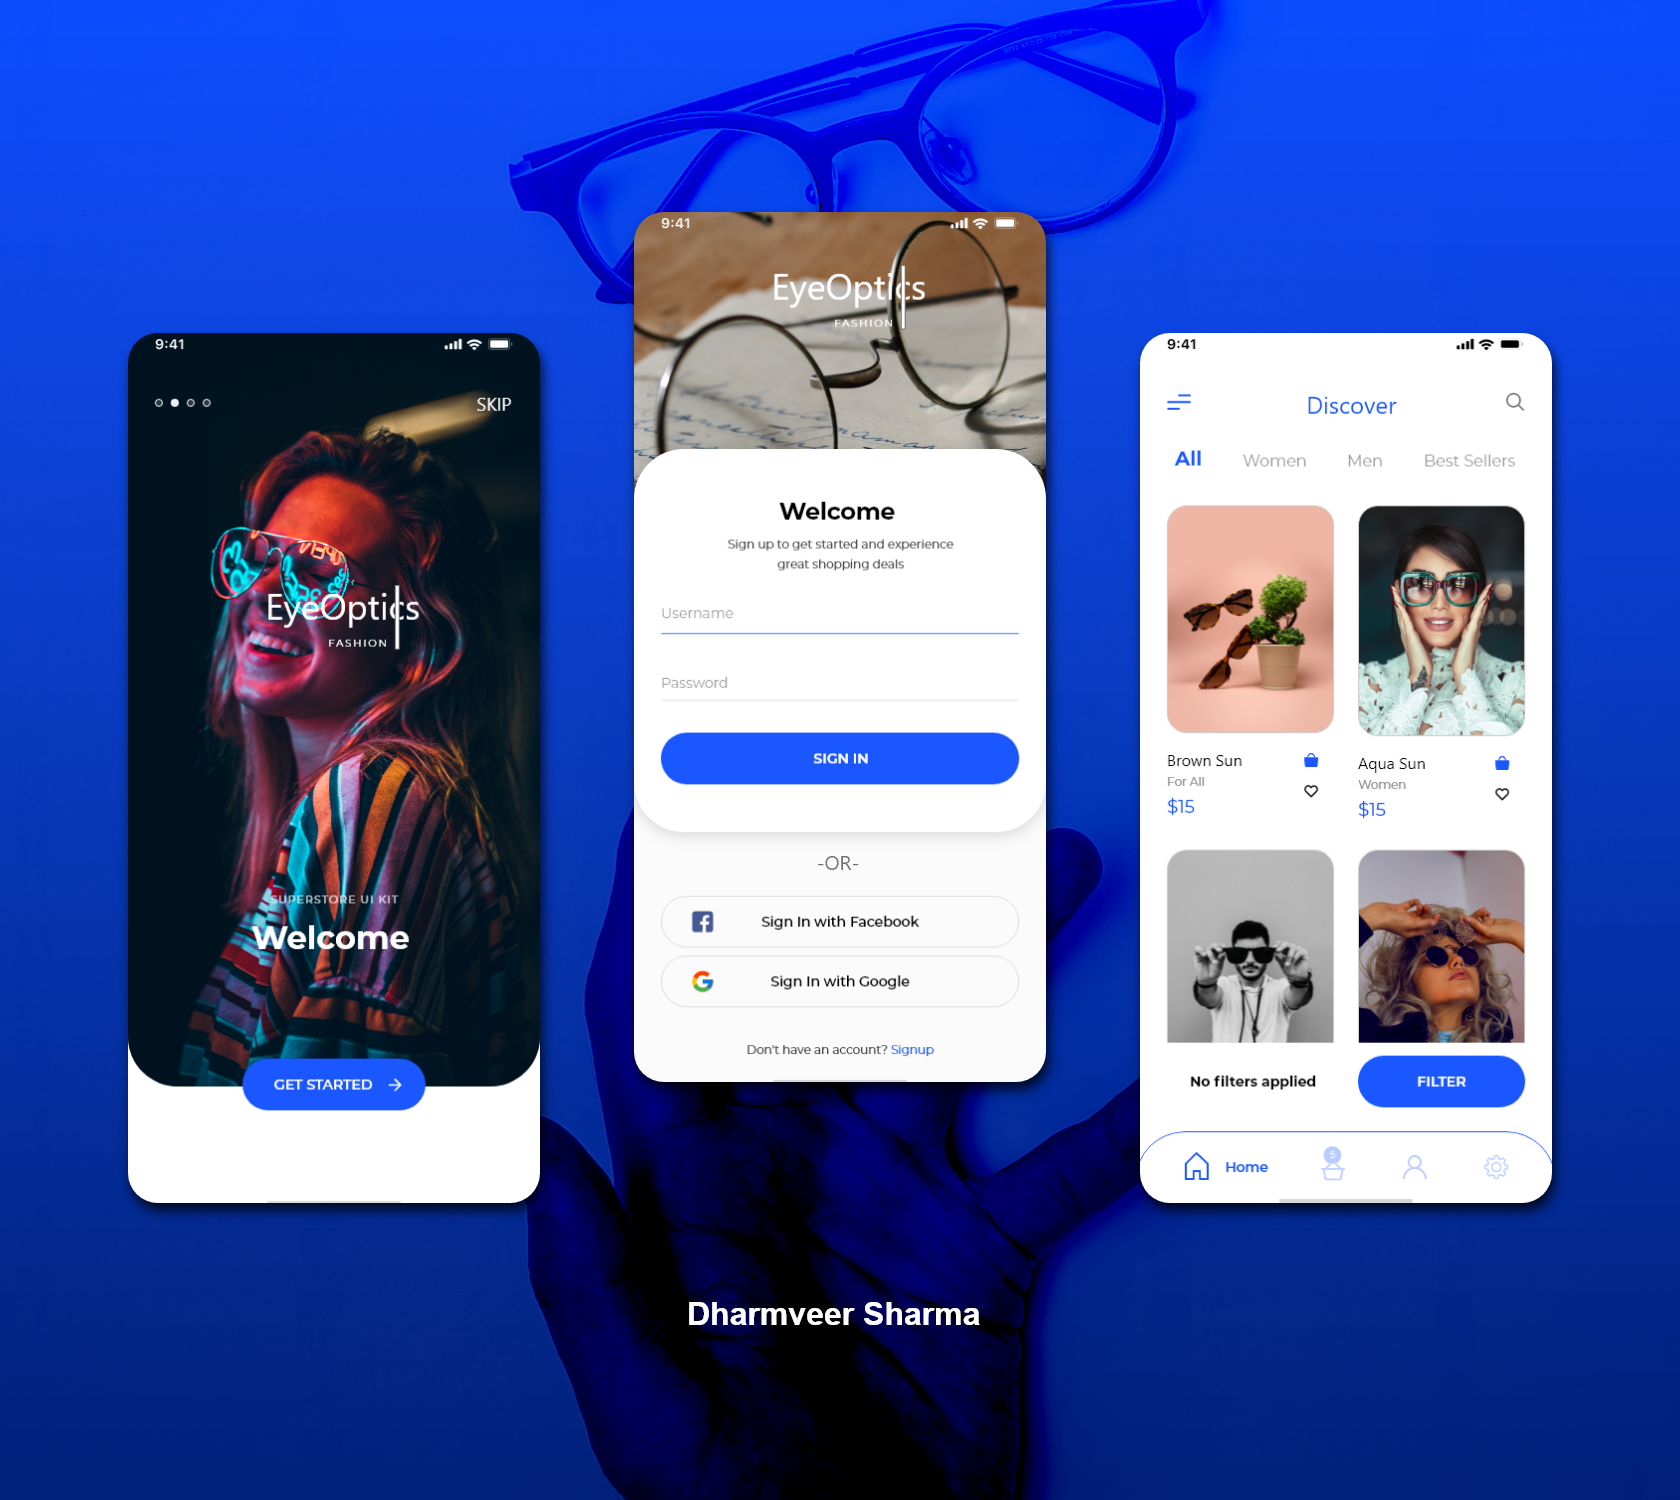 9:41
SKIP
EyeOptics
FASHION
SUPERSTORE UI KIT
Welcome
GET STARTED
9:41
EyeOptics
FASHION
Welcome
Sign up to get started and experience
great shopping deals
Username
Password
SIGN IN
-OR-
Sign In with Facebook
Sign In with Google
Don't have an account? Signup
9:41
Discover
All Women Men Best Sellers
Brown Sun
For All
$15
Aqua Sun
Women
$15
No filters applied
FILTER
Home
5
Dharmveer Sharma